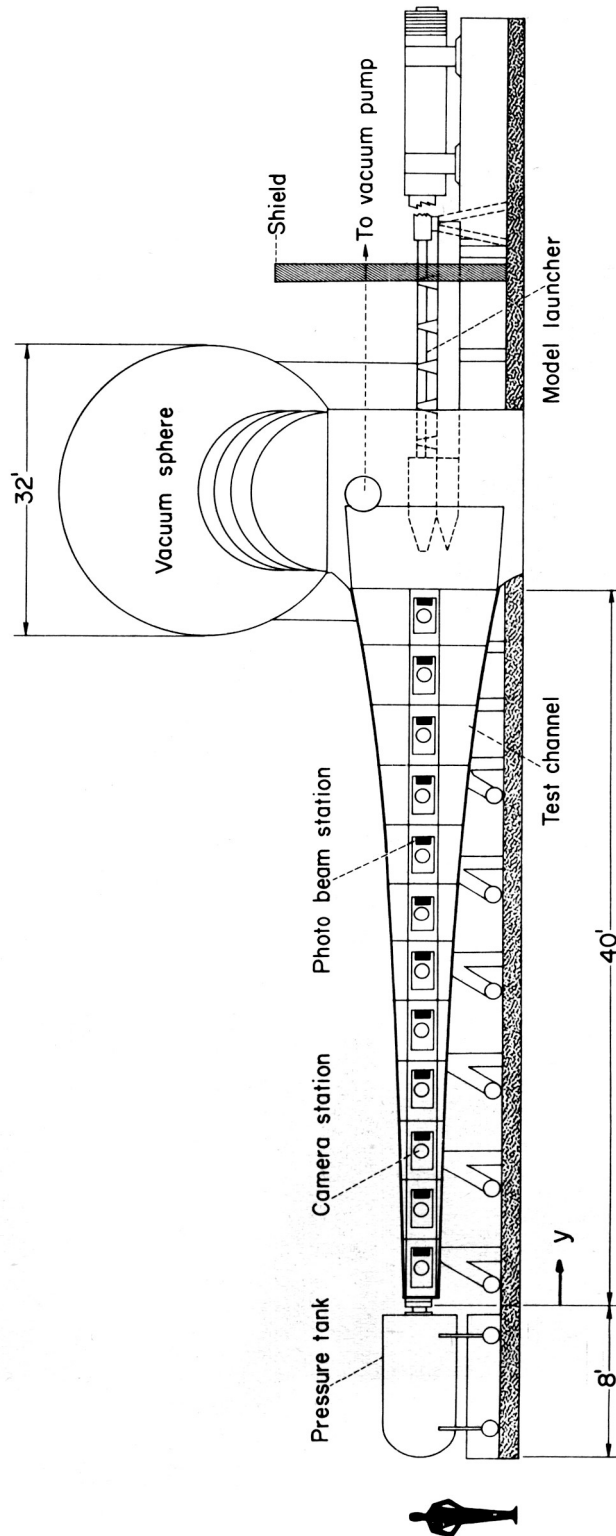 32'
Vacuum sphere
Shield
To vacuum pump
Model launcher
Photo beam station
Test channel
Camera station
Pressure tank
y
40'
8'